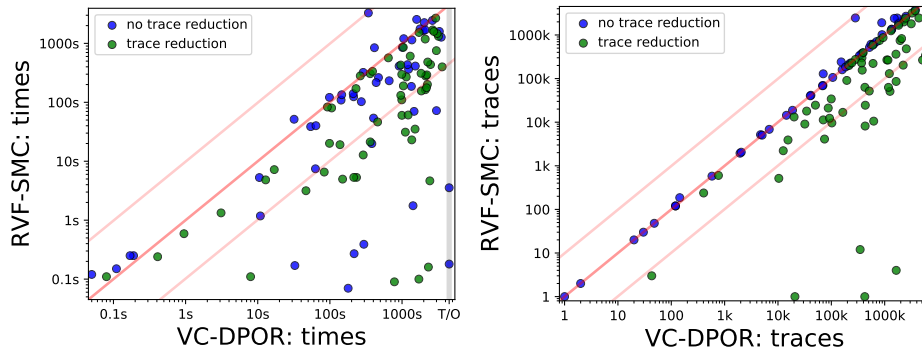 no trace reduction
trace reduction
RVF-SMC: times
1000s
100s
10s
1s
0.1s
0.1s 1s 10s 100s 1000s T/O
VC-DPOR: times
no trace reduction
trace reduction
RVF-SMC: traces
1000k
100k
10k
1k
100
10
1
1 10 100 1k 10k 100k 1000k
VC-DPOR: traces